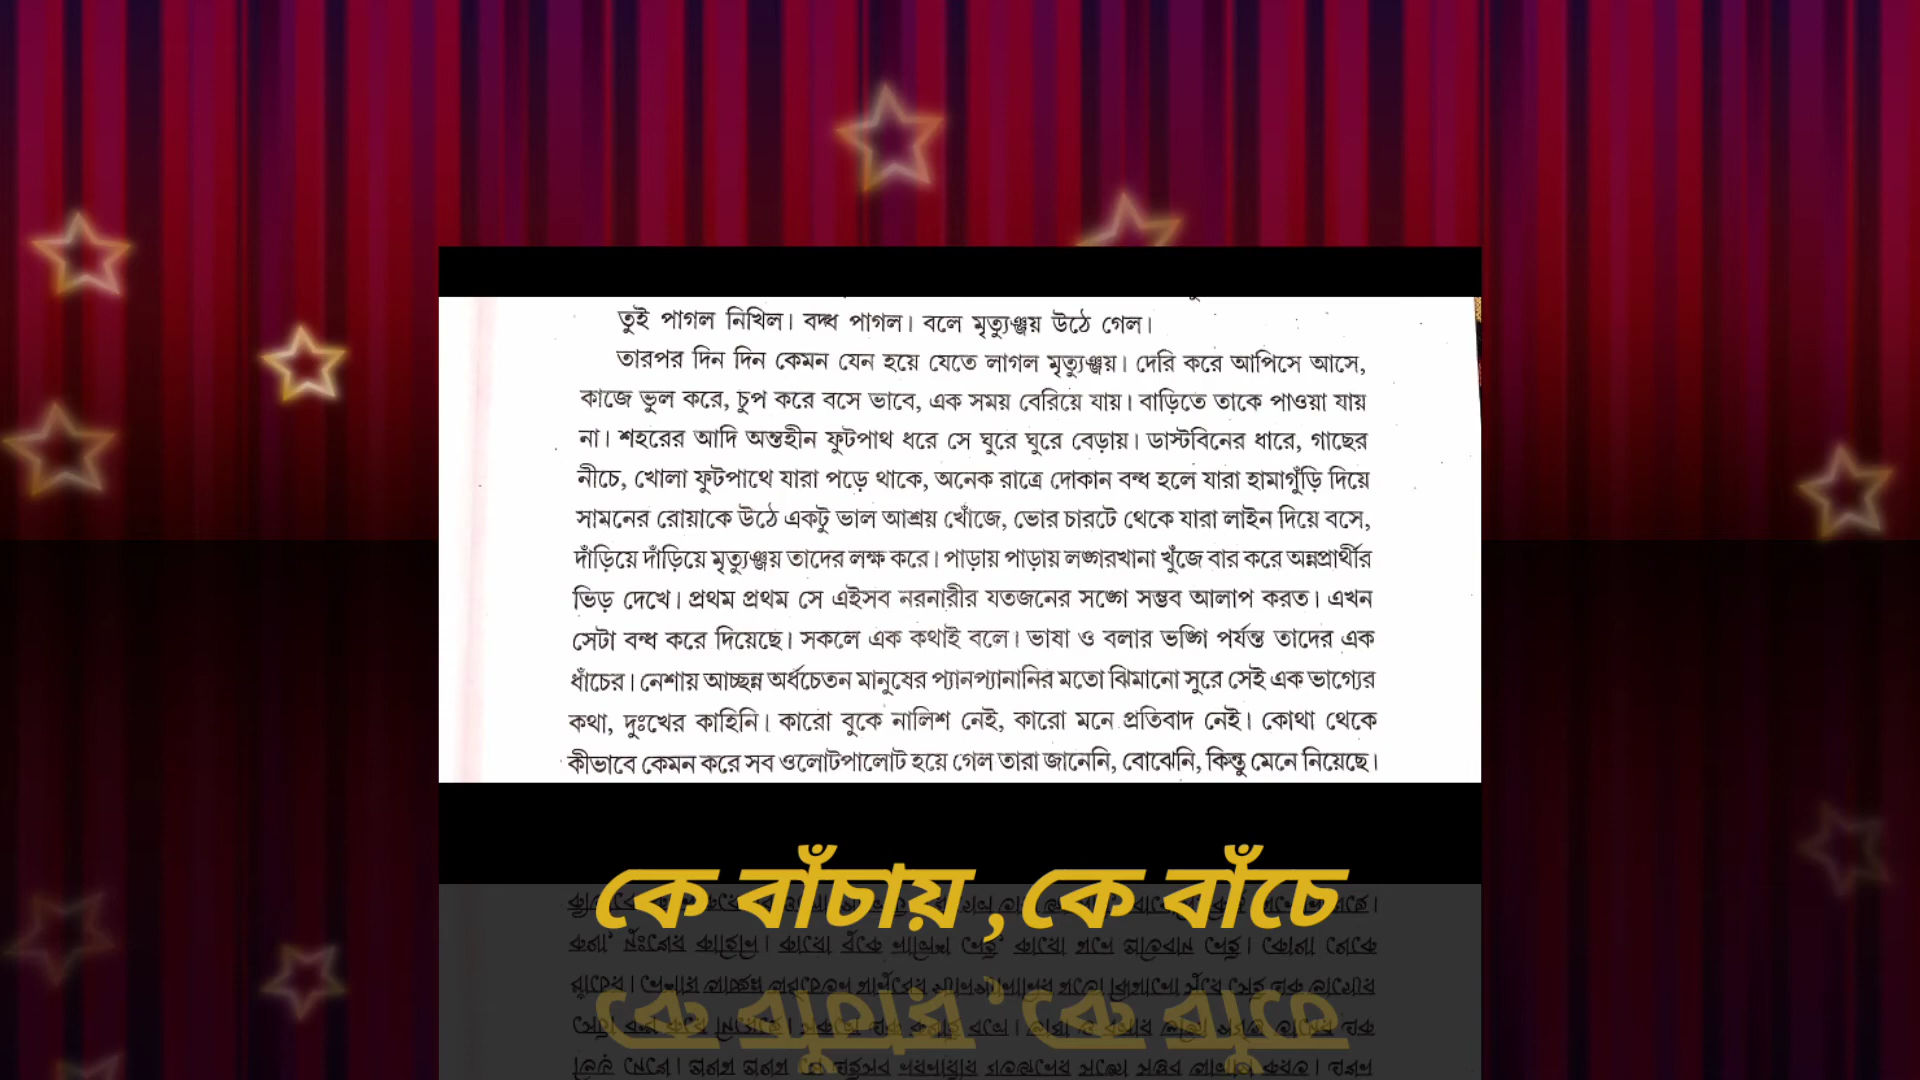 তুই পাগল নিখিল। বদ্ধ পাগল। বলে মৃত্যুঞ্জয় উঠে গেল।
তারপর দিন দিন কেমন যেন হয়ে যেতে লাগল মৃত্যুঞ্জয়। দেরি করে আপিসে আসে,
কাজে ভুল করে, চুপ করে বসে ভাবে, এক সময় বেরিয়ে যায়। বাড়িতে তাকে পাওয়া যায়
না। শহরের আদি অন্তহীন ফুটপাথ ধরে সে ঘুরে ঘুরে বেড়ায়। ডাস্টবিনের ধারে, গাছের
নীচে, খোলা ফুটপাথে যারা পড়ে থাকে, অনেক রাত্রে দোকান বন্ধ হলে যারা হামাগুঁড়ি দিয়ে
সামনের রোয়াকে উঠে একটু ভাল আশ্রয় খোঁজে, ভোর চারটে থেকে যারা লাইন দিয়ে বসে,
দাঁড়িয়ে দাঁড়িয়ে মৃত্যুঞ্জয় তাদের লক্ষ করে। পাড়ায় পাড়ায় লঙ্গরখানা খুঁজে বার করে অন্নপ্রার্থীর
ভিড় দেখে। প্রথম প্রথম সে এইসব নরনারীর যতজনের সঙ্গে সম্ভব আলাপ করত। এখন
সেটা বন্ধ করে দিয়েছে। সকলে এক কথাই বলে। ভাষা ও বলার ভঙ্গি পর্যন্ত তাদের এক
ধাঁচের। নেশায় আচ্ছন্ন অর্ধচেতন মানুষের প্যানপ্যানানির মতো ঝিমানো সুরে সেই এক ভাগ্যের
কথা, দুঃখের কাহিনি। কারো বুকে নালিশ নেই, কারো মনে প্রতিবাদ নেই। কোথা থেকে
কীভাবে কেমন করে সব ওলোটপালোট হয়ে গেল তারা জানেনি, বোঝেনি, কিন্তু মেনে নিয়েছে।
কে বাঁচায় ,কে বাঁচে